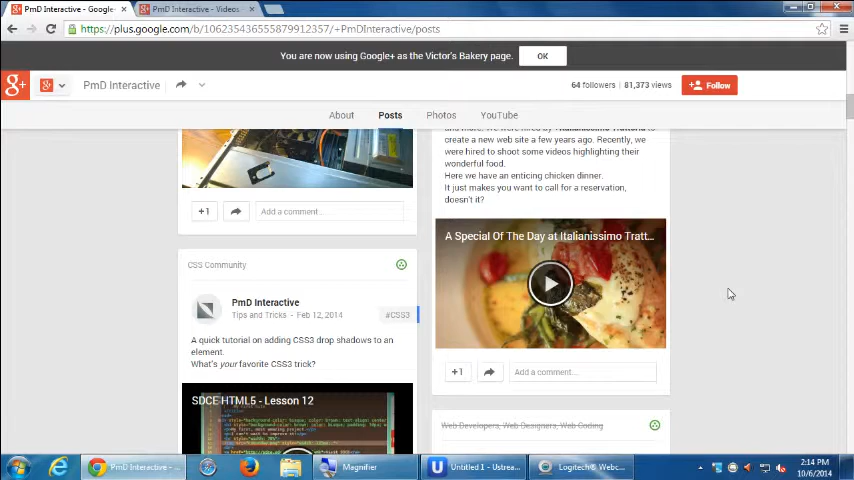 PmD Interactive - Google+
PmD Interactive - Videos
https://plus.google.com/b/106235436555879912357/+PmDInteractive/posts
You are now using Google+ as the Victor's Bakery page.
OK
g+
PmD Interactive
64 followers
81,373 views
Follow
About
Posts
Photos
YouTube
create a new web site a few years ago. Recently, we
were hired to shoot some videos highlighting their
wonderful food.
Here we have an enticing chicken dinner.
It just makes you want to call for a reservation,
doesn't it?
+1
Add a comment...
A Special Of The Day at Italianissimo Tratt...
CSS Community
PmD Interactive
Tips and Tricks - Feb 12, 2014
#CSS3
A quick tutorial on adding CSS3 drop shadows to an
element.
What's your favorite CSS3 trick?
+1
Add a comment...
SDCE HTML5 - Lesson 12
Web Developers, Web Designers, Web Coding
PmD Interactive - ...
Magnifier
Untitled 1 - Ustrea...
Logitech® Webc...
2:14 PM
10/6/2014